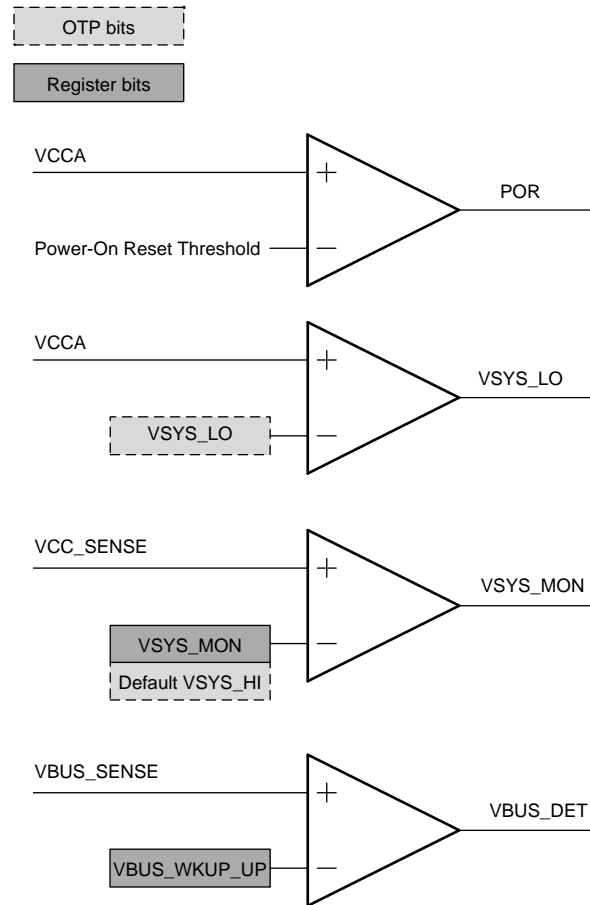 OTP bits
Register bits
VCCA
+
POR
Power-On Reset Threshold
−
VCCA
+
VSYS_LO
VSYS_LO
−
VCC_SENSE
+
VSYS_MON
VSYS_MON
−
Default VSYS_HI
VBUS_SENSE
+
VBUS_DET
VBUS_WKUP_UP
−